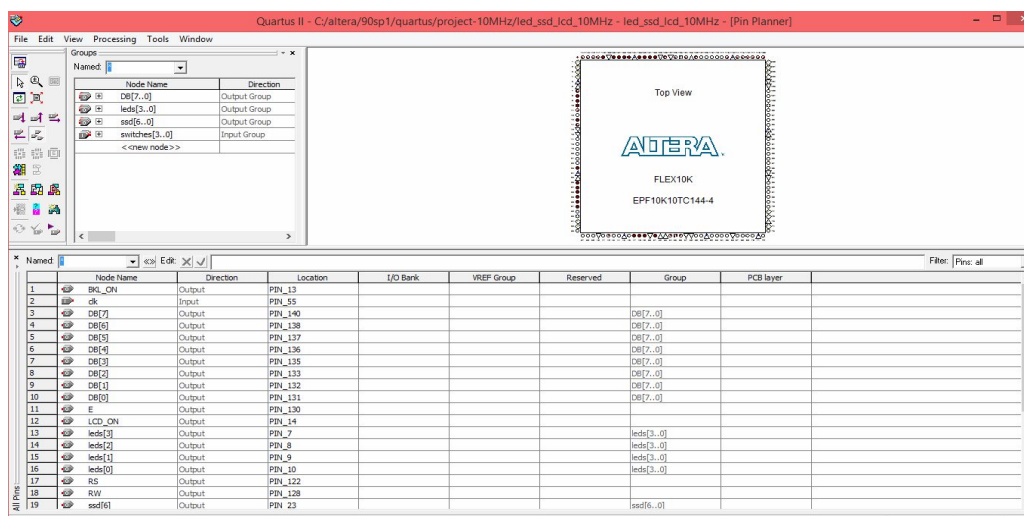 Quartus II - C:/altera/90sp1/quartus/project-10MHz/led_ssd_lcd_10MHz - led_ssd_lcd_10MHz - [Pin Planner]
File Edit View Processing Tools Window
Groups
Named: *
Node Name Direction
DB[7..0] Output Group
leds[3..0] Output Group
ssd[6..0] Output Group
switches[3..0] Input Group
<<new node>>
Top View
ALTERA
FLEX10K
EPF10K10TC144-4
Named: * Edit: Filter: Pins: all
Node Name Direction Location I/O Bank VREF Group Reserved Group PCB layer
1 BKL_ON Output PIN_13
2 clk Input PIN_55
3 DB[7] Output PIN_140 DB[7..0]
4 DB[6] Output PIN_138 DB[7..0]
5 DB[5] Output PIN_137 DB[7..0]
6 DB[4] Output PIN_136 DB[7..0]
7 DB[3] Output PIN_135 DB[7..0]
8 DB[2] Output PIN_133 DB[7..0]
9 DB[1] Output PIN_132 DB[7..0]
10 DB[0] Output PIN_131 DB[7..0]
11 E Output PIN_130
12 LCD_ON Output PIN_14
13 leds[3] Output PIN_7 leds[3..0]
14 leds[2] Output PIN_8 leds[3..0]
15 leds[1] Output PIN_9 leds[3..0]
16 leds[0] Output PIN_10 leds[3..0]
17 RS Output PIN_122
18 RW Output PIN_128
19 ssd[6] Output PIN_23 ssd[6..0]
All Pins